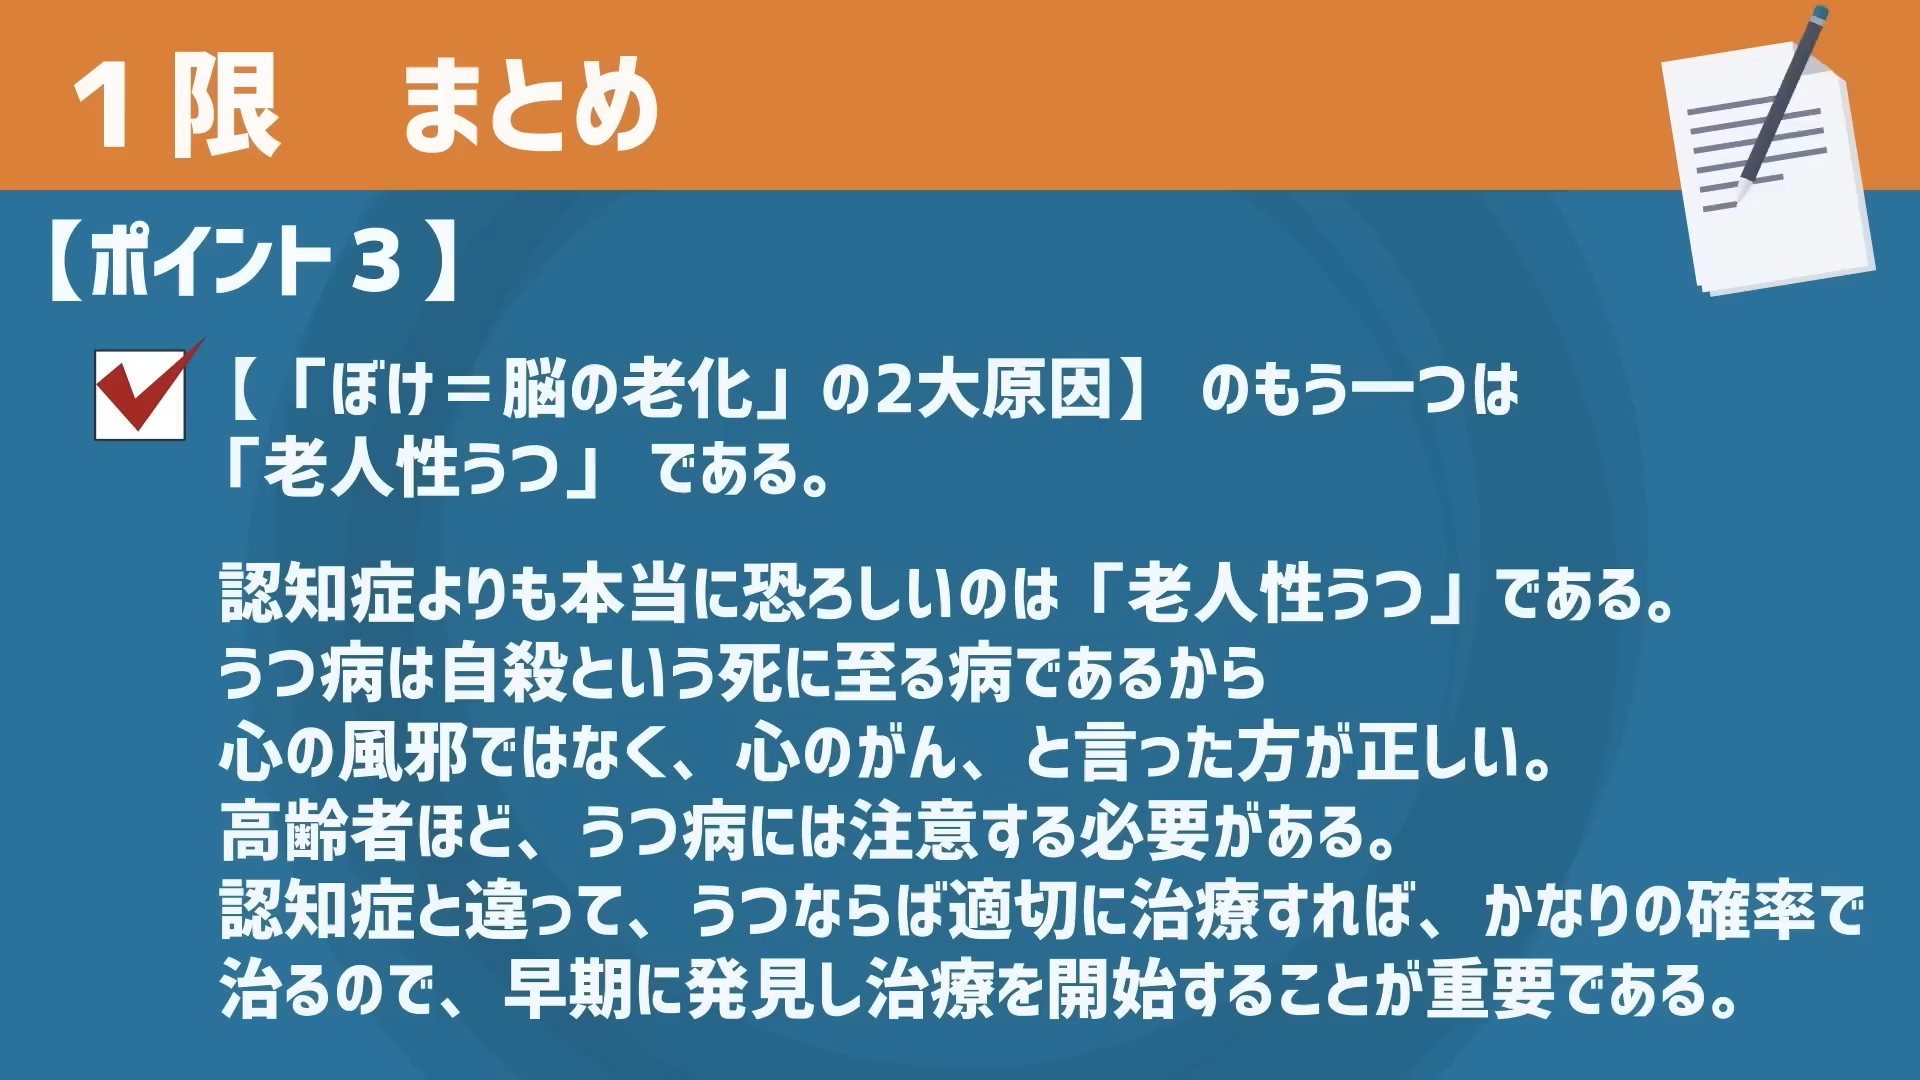 1限　まとめ
【ポイント3】
【「ぼけ＝脳の老化」の2大原因】のもう一つは
「老人性うつ」である。
認知症よりも本当に恐ろしいのは「老人性うつ」である。
うつ病は自殺という死に至る病であるから
心の風邪ではなく、心のがん、と言った方が正しい。
高齢者ほど、うつ病には注意する必要がある。
認知症と違って、うつならば適切に治療すれば、かなりの確率で
治るので、早期に発見し治療を開始することが重要である。